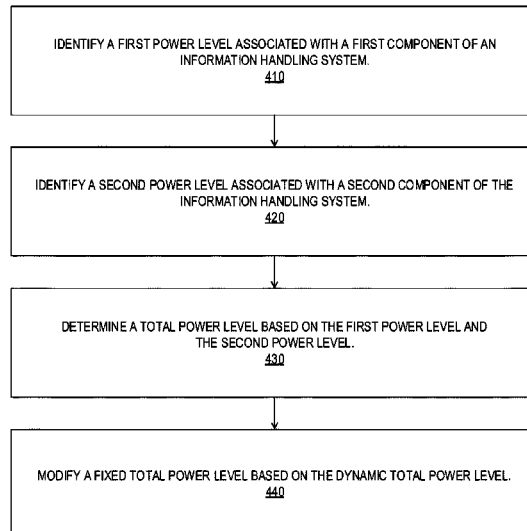 IDENTIFY A FIRST POWER LEVEL ASSOCIATED WITH A FIRST COMPONENT OF AN
INFORMATION HANDLING SYSTEM.
410
IDENTIFY A SECOND POWER LEVEL ASSOCIATED WITH A SECOND COMPONENT OF THE
INFORMATION HANDLING SYSTEM.
420
DETERMINE A TOTAL POWER LEVEL BASED ON THE FIRST POWER LEVEL AND
THE SECOND POWER LEVEL.
430
MODIFY A FIXED TOTAL POWER LEVEL BASED ON THE DYNAMIC TOTAL POWER LEVEL.
440